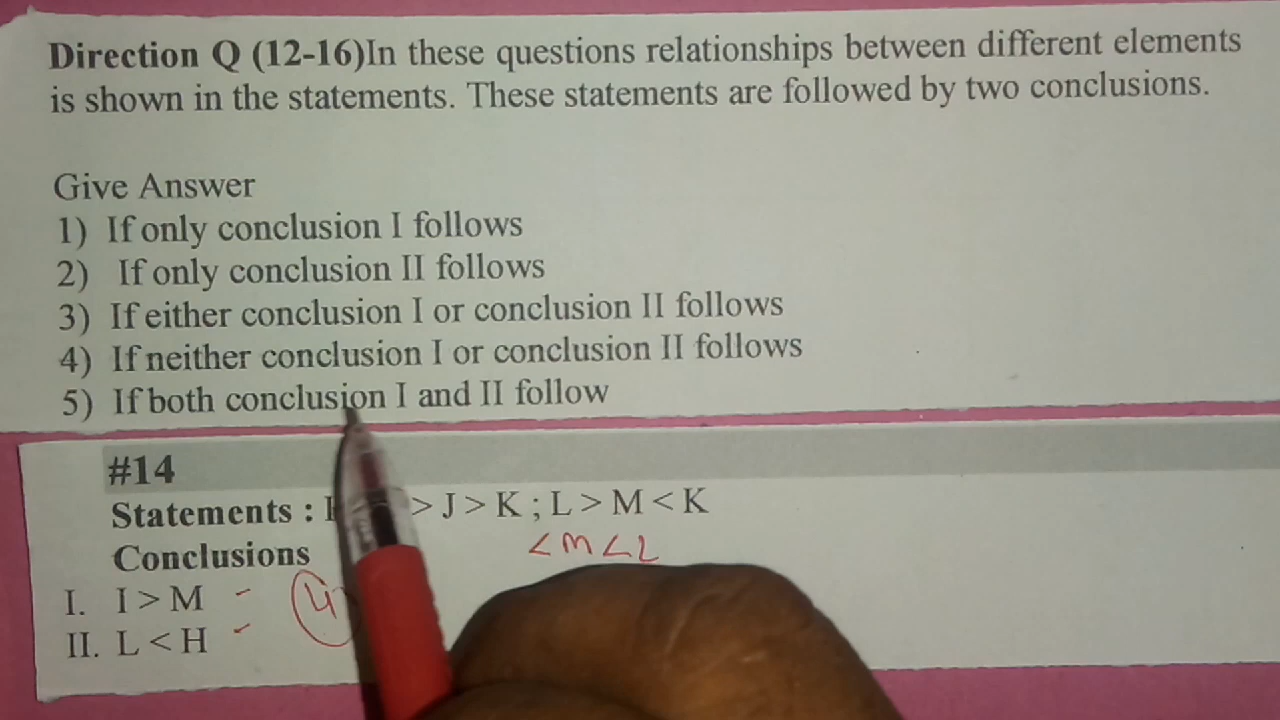 Direction Q (12-16)In these questions relationships between different elements
is shown in the statements. These statements are followed by two conclusions.
Give Answer
1) If only conclusion I follows
2) If only conclusion II follows
3) If either conclusion I or conclusion II follows
4) If neither conclusion I or conclusion II follows
5) If both conclusion I and II follow
#14
Statements : > J > K ; L > M < K
< M < L
Conclusions
I. I > M -
4
II. L < H